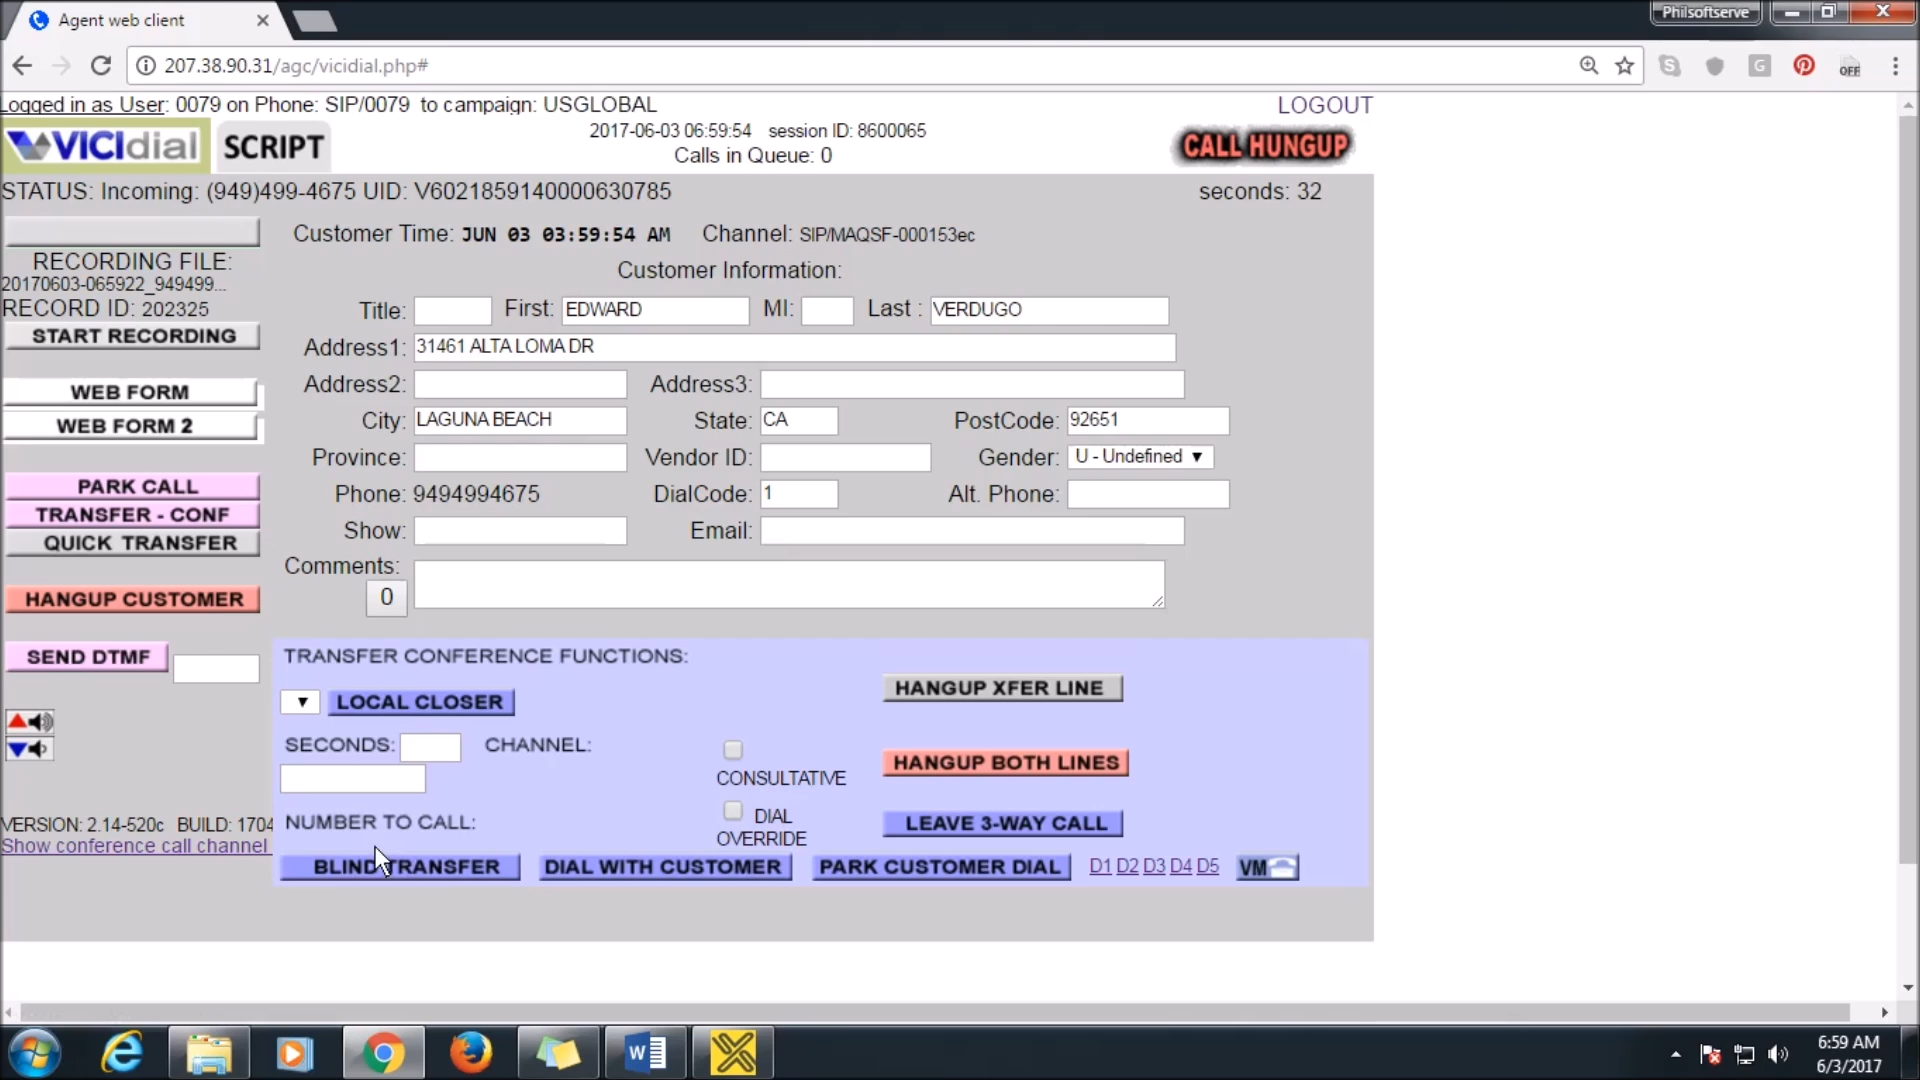 Agent web client
Philsoftserve
207.38.90.31/agc/vicidial.php#
OFF
Logged in as User: 0079 on Phone: SIP/0079 to campaign: USGLOBAL
LOGOUT
VICIdial
SCRIPT
2017-06-03 06:59:54 session ID: 8600065
Calls in Queue: 0
CALL HUNGUP
STATUS: Incoming: (949)499-4675 UID: V6021859140000630785
seconds: 32
Customer Time: JUN 03 03:59:54 AM Channel: SIP/MAQSF-000153ec
Customer Information:
RECORDING FILE:
20170603-065922_949499...
RECORD ID: 202325
START RECORDING
WEB FORM
WEB FORM 2
PARK CALL
TRANSFER - CONF
QUICK TRANSFER
HANGUP CUSTOMER
SEND DTMF
VERSION: 2.14-520c BUILD: 1704
Show conference call channel
Title: First: EDWARD MI: Last : VERDUGO
Address1: 31461 ALTA LOMA DR
Address2: Address3:
City: LAGUNA BEACH State: CA PostCode: 92651
Province: Vendor ID: Gender: U - Undefined
Phone: 9494994675 DialCode: 1 Alt. Phone:
Show: Email:
Comments:
0
TRANSFER CONFERENCE FUNCTIONS:
LOCAL CLOSER
HANGUP XFER LINE
SECONDS: CHANNEL:
CONSULTATIVE
HANGUP BOTH LINES
NUMBER TO CALL:
DIAL
OVERRIDE
LEAVE 3-WAY CALL
BLIND TRANSFER DIAL WITH CUSTOMER PARK CUSTOMER DIAL D1 D2 D3 D4 D5 VM
6:59 AM
6/3/2017